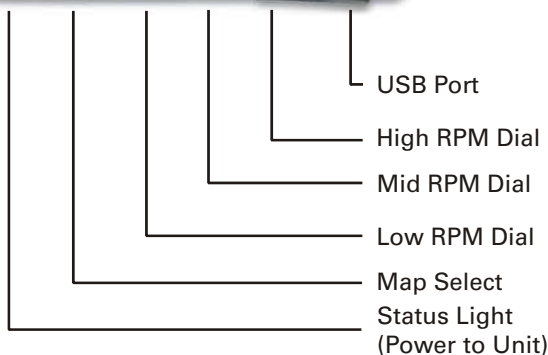 USB Port
High RPM Dial
Mid RPM Dial
Low RPM Dial
Map Select
Status Light
(Power to Unit)